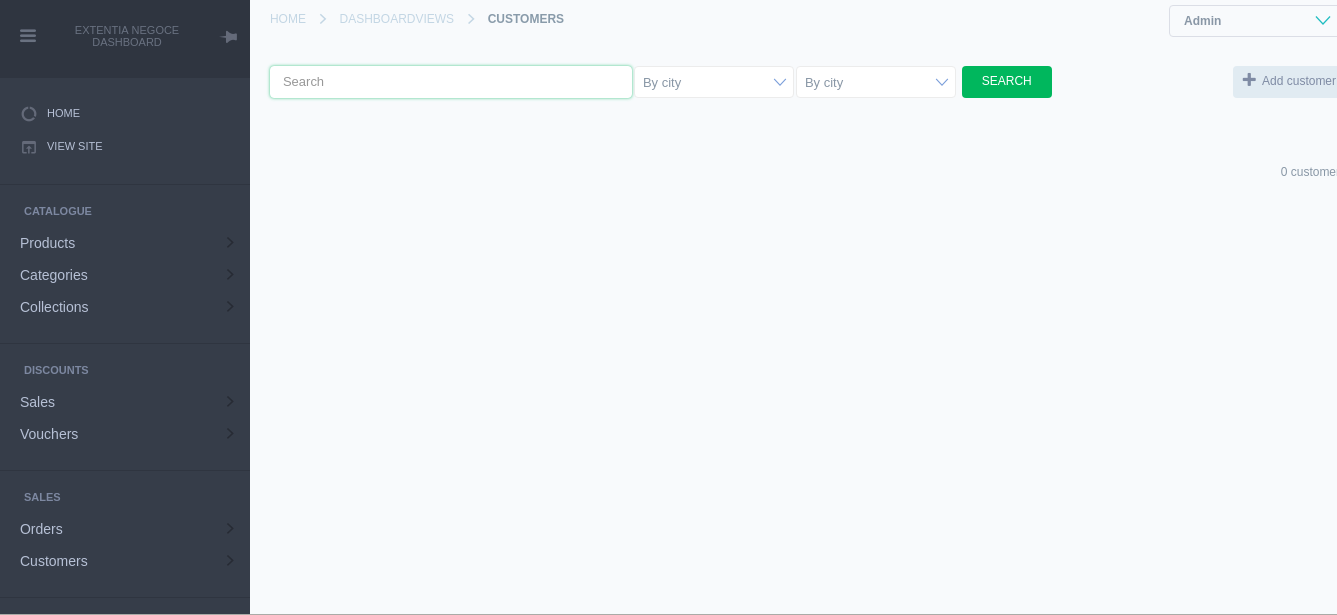 EXTENTIA NEGOCE
DASHBOARD
HOME
VIEW SITE
CATALOGUE
Products
Categories
Collections
DISCOUNTS
Sales
Vouchers
SALES
Orders
Customers
HOME DASHBOARDVIEWS CUSTOMERS
Admin
Search By city By city SEARCH Add customer
0 customer